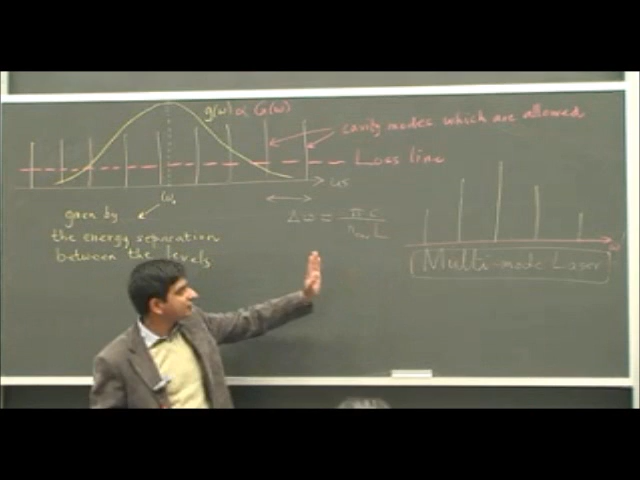 g(ω) ∝ G(ω)
cavity modes which are allowed
Loss line
ω
ω₀
given by
the energy separation
between the levels
Δω = πc
L
ω
Multi-mode Laser